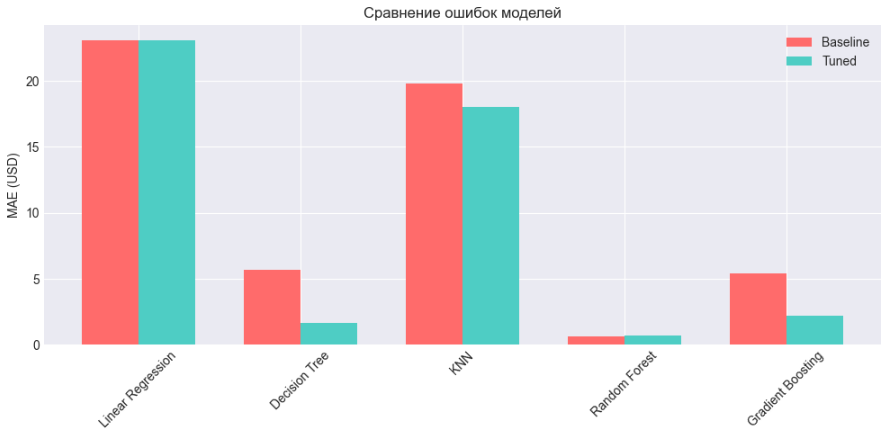 Сравнение ошибок моделей
Baseline
Tuned
MAE (USD)
20
15
10
5
0
Linear Regression
Decision Tree
KNN
Random Forest
Gradient Boosting